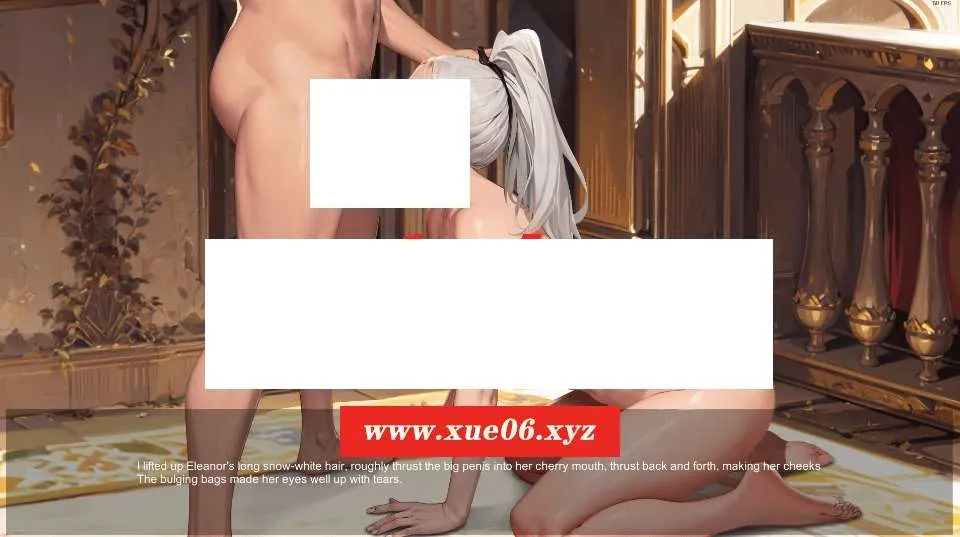 www.xue06.xyz
I lifted up Eleanor's long snow-white hair, roughly thrust the big penis into her cherry mouth, thrust back and forth, making her cheeks
The bulging bags made her eyes well up with tears.